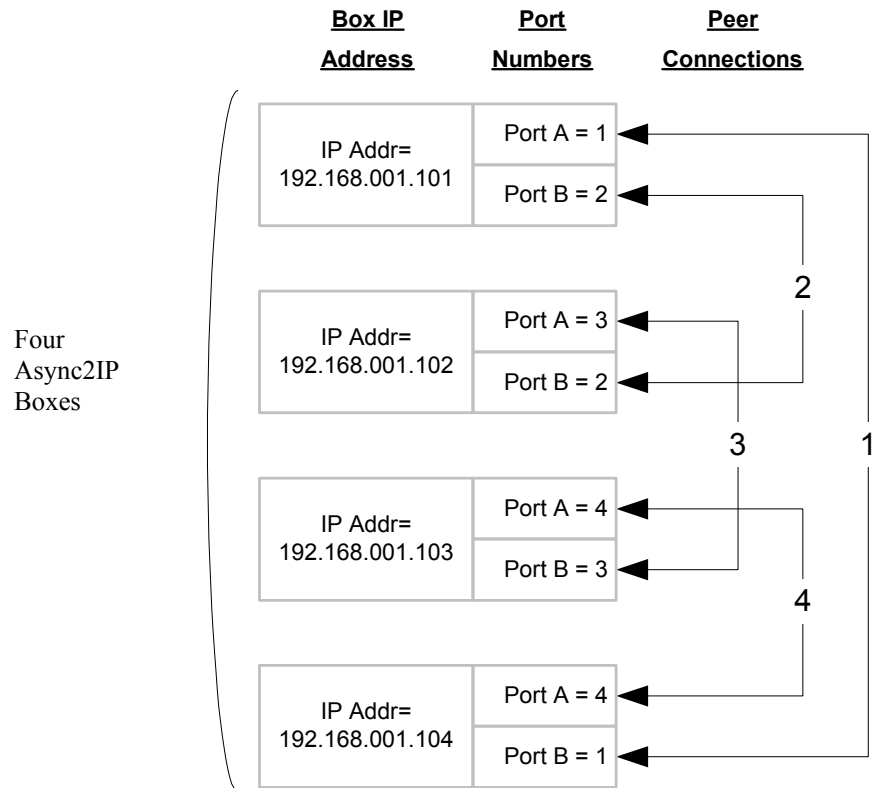 Box IP
Address
Port
Numbers
Peer
Connections
Four
Async2IP
Boxes
IP Addr=
192.168.001.101
Port A = 1
Port B = 2
2
IP Addr=
192.168.001.102
Port A = 3
Port B = 2
3
1
IP Addr=
192.168.001.103
Port A = 4
Port B = 3
4
IP Addr=
192.168.001.104
Port A = 4
Port B = 1